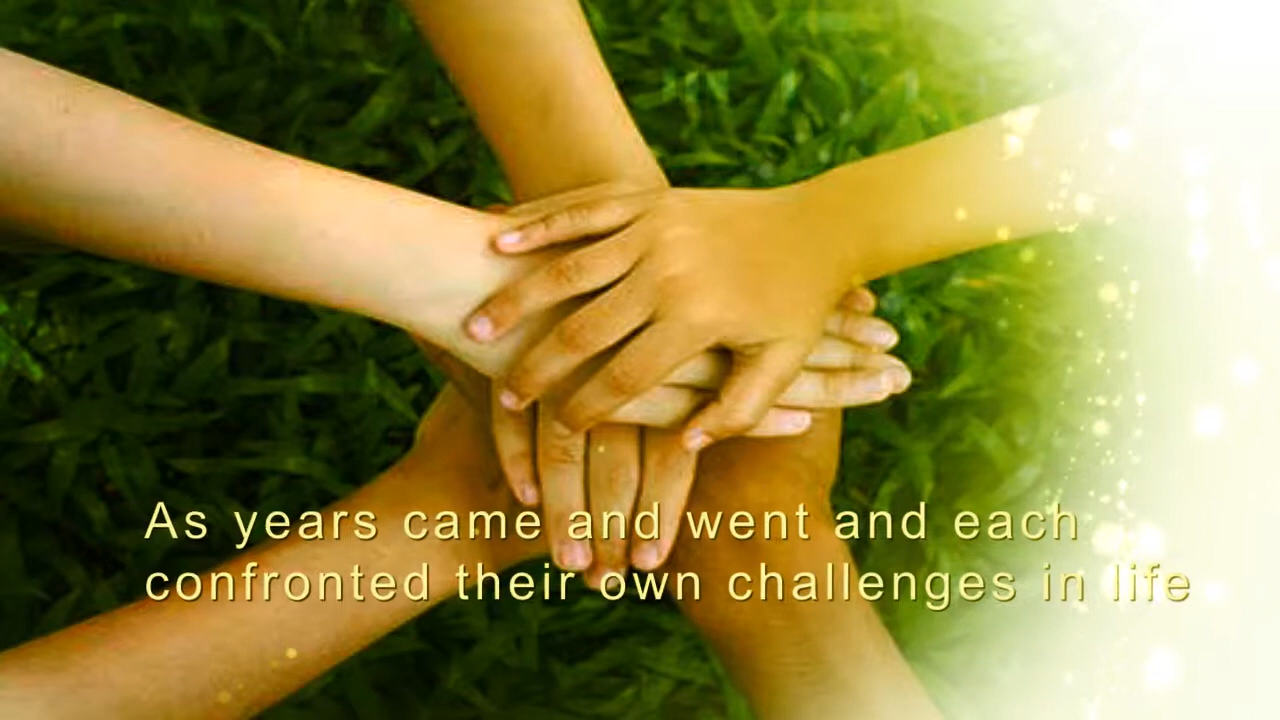 As years came and went and each
confronted their own challenges in life